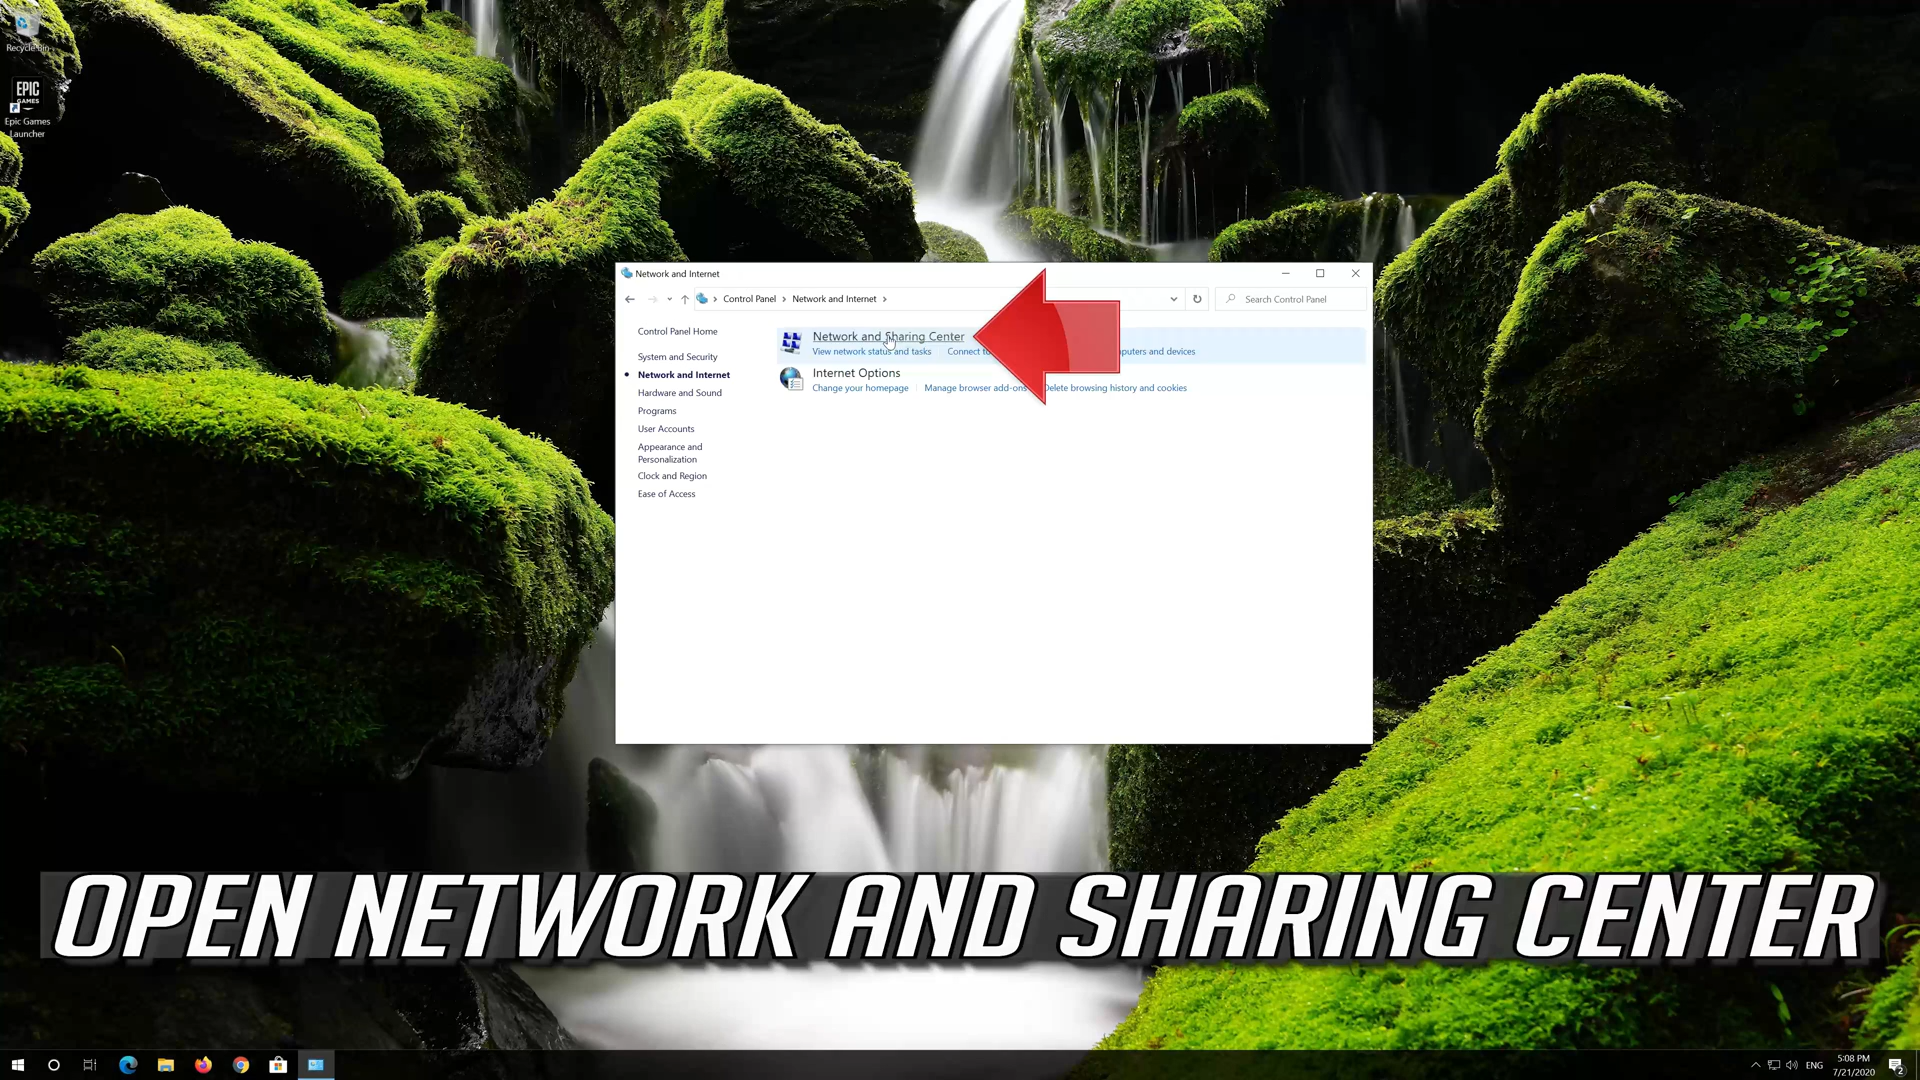 Recycle Bin
EPIC
GAMES
Epic Games
Launcher
Network and Internet
Control Panel > Network and Internet >
Search Control Panel
Control Panel Home
System and Security
Network and Internet
Hardware and Sound
Programs
User Accounts
Appearance and
Personalization
Clock and Region
Ease of Access
Network and Sharing Center
View network status and tasks
Connect to
and devices
Internet Options
Change your homepage
Manage browser add-ons
Delete browsing history and cookies
OPEN NETWORK AND SHARING CENTER
ENG
5:08 PM
7/21/2020
2